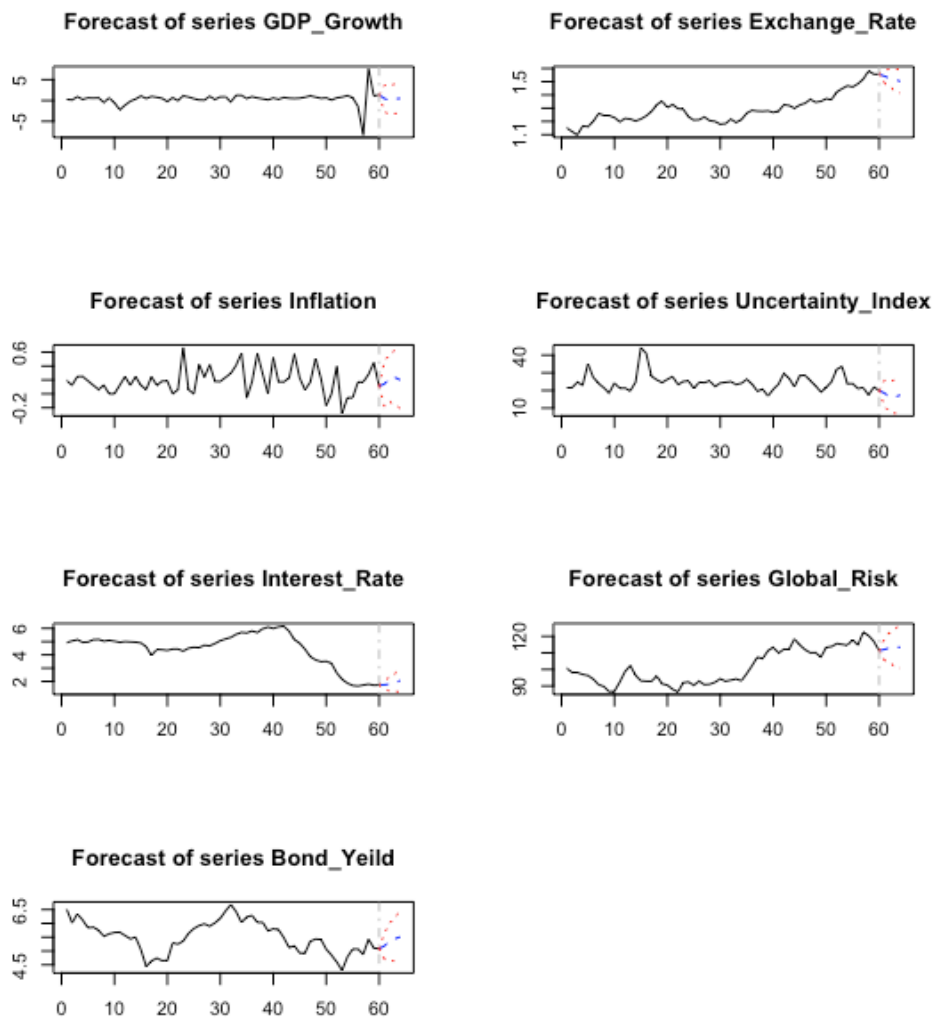 Forecast of series GDP_Growth
5
-5
0 10 20 30 40 50 60
Forecast of series Exchange_Rate
1.5
1.1
0 10 20 30 40 50 60
Forecast of series Inflation
0.6
-0.2
0 10 20 30 40 50 60
Forecast of series Uncertainty_Index
40
10
0 10 20 30 40 50 60
Forecast of series Interest_Rate
6
4
2
0 10 20 30 40 50 60
Forecast of series Global_Risk
120
90
0 10 20 30 40 50 60
Forecast of series Bond_Yeild
6.5
4.5
0 10 20 30 40 50 60